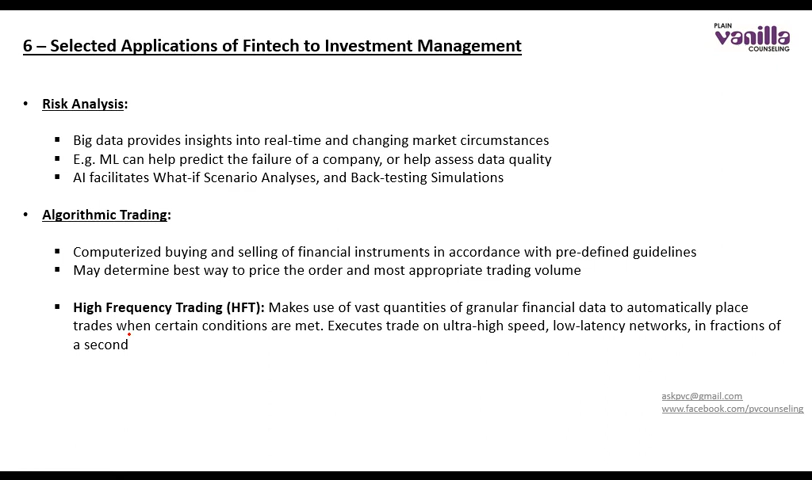 6 – Selected Applications of Fintech to Investment Management
PLAIN
vanilla
COUNSELING
• Risk Analysis:
▪ Big data provides insights into real-time and changing market circumstances
▪ E.g. ML can help predict the failure of a company, or help assess data quality
▪ AI facilitates What-if Scenario Analyses, and Back-testing Simulations
• Algorithmic Trading:
▪ Computerized buying and selling of financial instruments in accordance with pre-defined guidelines
▪ May determine best way to price the order and most appropriate trading volume
▪ High Frequency Trading (HFT): Makes use of vast quantities of granular financial data to automatically place
trades when certain conditions are met. Executes trade on ultra-high speed, low-latency networks, in fractions of
a second
askpvc@gmail.com
www.facebook.com/pvcounseling